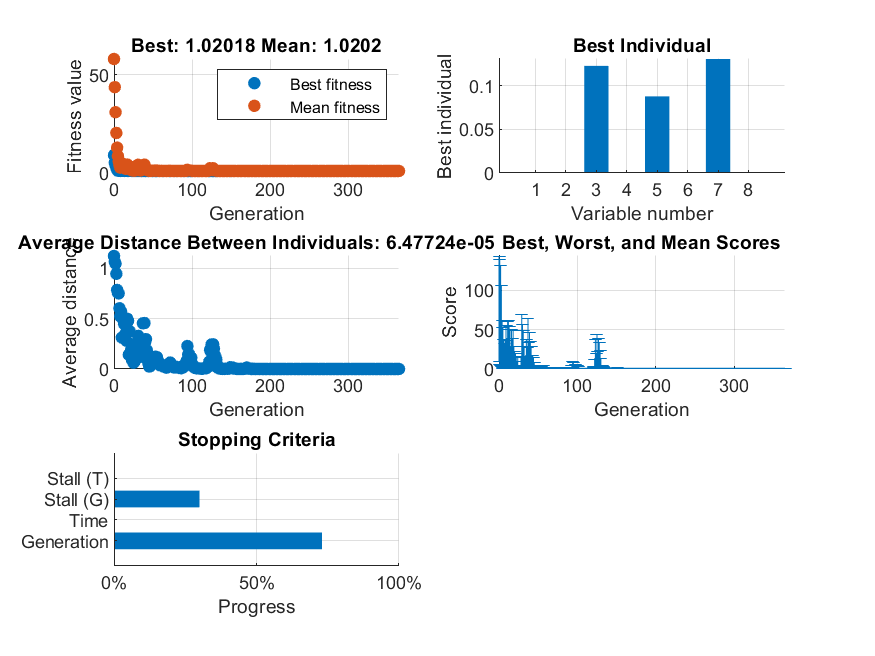 Best: 1.02018 Mean: 1.0202
Fitness value
50
0
Best fitness
Mean fitness
0 100 200 300
Generation
Best Individual
Best individual
0.1
0.05
0
1 2 3 4 5 6 7 8
Variable number
Average Distance Between Individuals: 6.47724e-05
Average distance
1
0.5
0
0 100 200 300
Generation
Best, Worst, and Mean Scores
Score
100
50
0
0 100 200 300
Generation
Stopping Criteria
Stall (T)
Stall (G)
Time
Generation
0% 50% 100%
Progress